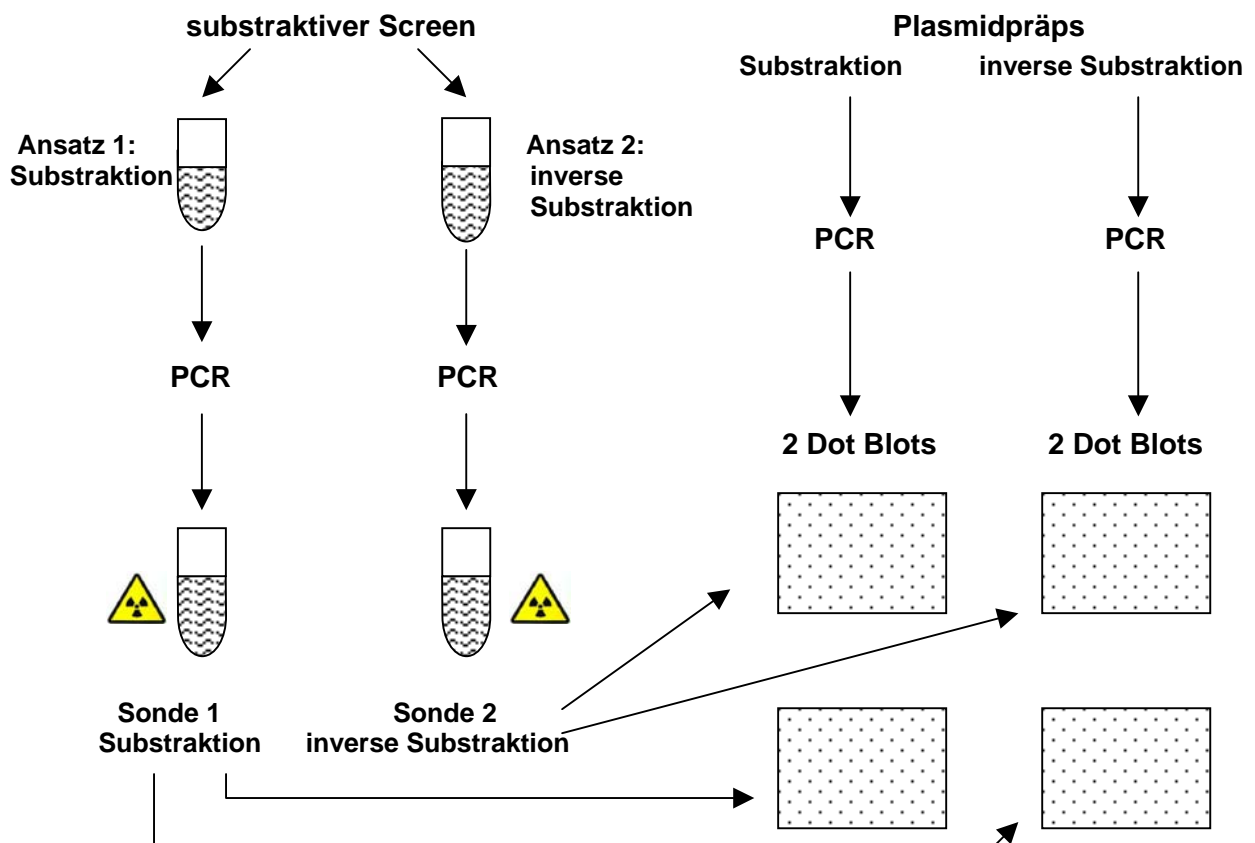 substraktiver Screen
Ansatz 1:
Substraktion
Ansatz 2:
inverse
Substraktion
PCR
PCR
Sonde 1
Substraktion
Sonde 2
inverse Substraktion
Plasmidpräps
Substraktion
inverse Substraktion
PCR
PCR
2 Dot Blots
2 Dot Blots